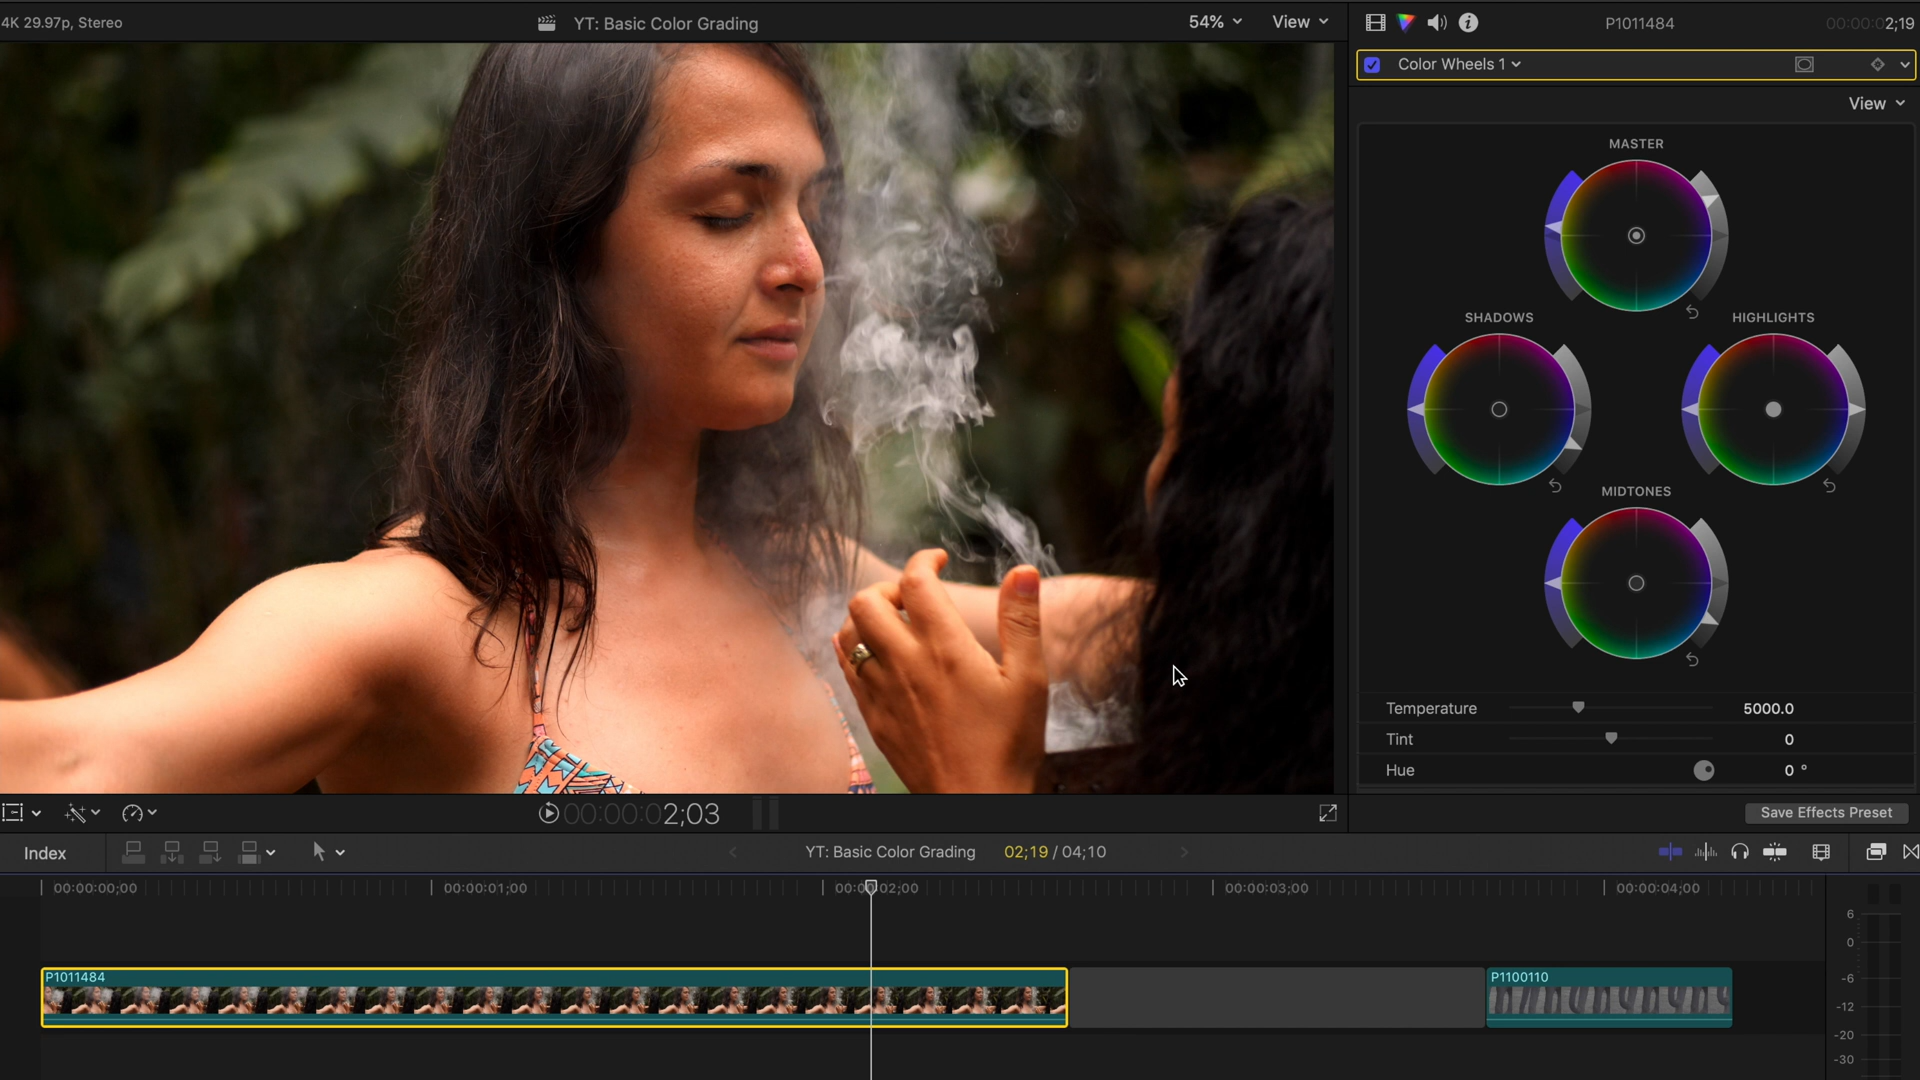 4K 29.97p, Stereo
YT: Basic Color Grading
54%
View
P1011484
00:00:02;19
Color Wheels 1
View
MASTER
SHADOWS
HIGHLIGHTS
MIDTONES
Temperature
5000.0
Tint
0
Hue
0 °
00:00:02;03
Save Effects Preset
Index
YT: Basic Color Grading
02;19 / 04;10
00:00:00;00
00:00:01;00
00:00:02;00
00:00:03;00
00:00:04;00
6
0
-6
-12
-20
-30
P1011484
P1100110